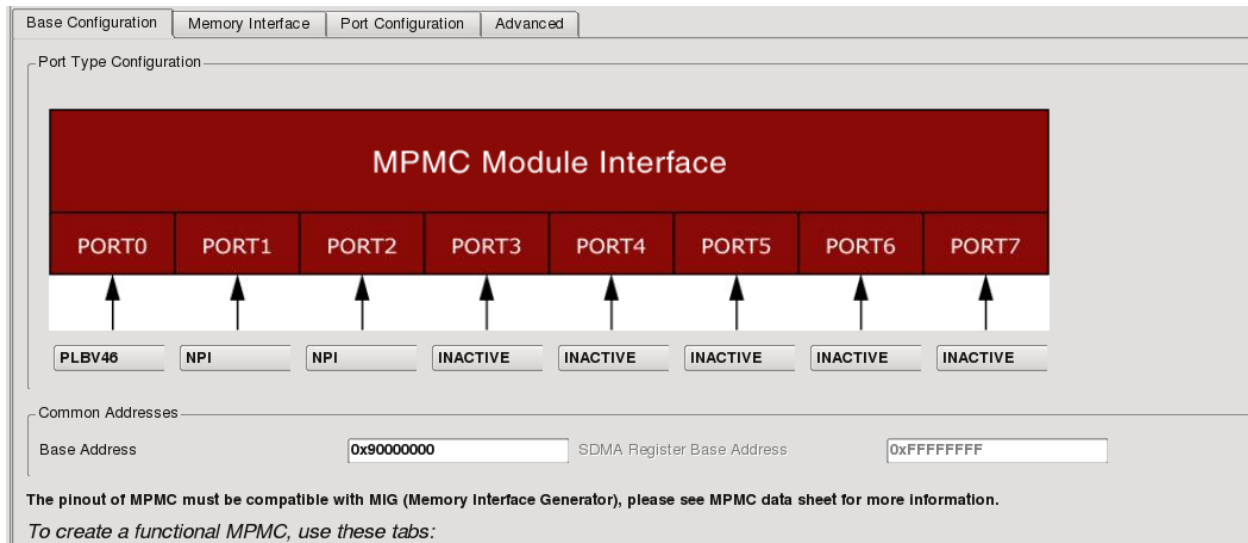 Base Configuration Memory Interface Port Configuration Advanced
Port Type Configuration
MPMC Module Interface
PORT0 PORT1 PORT2 PORT3 PORT4 PORT5 PORT6 PORT7
PLBV46 NPI NPI INACTIVE INACTIVE INACTIVE INACTIVE INACTIVE
Common Addresses
Base Address 0x90000000 SDMA Register Base Address 0xFFFFFFFF
The pinout of MPMC must be compatible with MIG (Memory Interface Generator), please see MPMC data sheet for more information.
To create a functional MPMC, use these tabs: